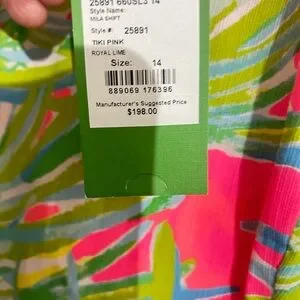 25891 660SL3 14
Style Name:
MILA SHIFT
Style #: 25891
TIKI PINK
ROYAL LIME
Size: 14
889069 176396
Manufacturer's Suggested Price
$198.00